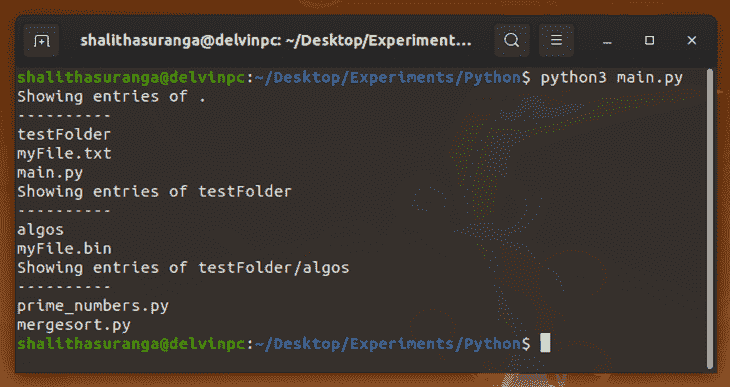 shalithasuranga@delvinpc: ~/Desktop/Experiment...
shalithasuranga@delvinpc:~/Desktop/Experiments/Python$ python3 main.py
Showing entries of .
----------
testFolder
myFile.txt
main.py
Showing entries of testFolder
----------
algos
myFile.bin
Showing entries of testFolder/algos
----------
prime_numbers.py
mergesort.py
shalithasuranga@delvinpc:~/Desktop/Experiments/Python$